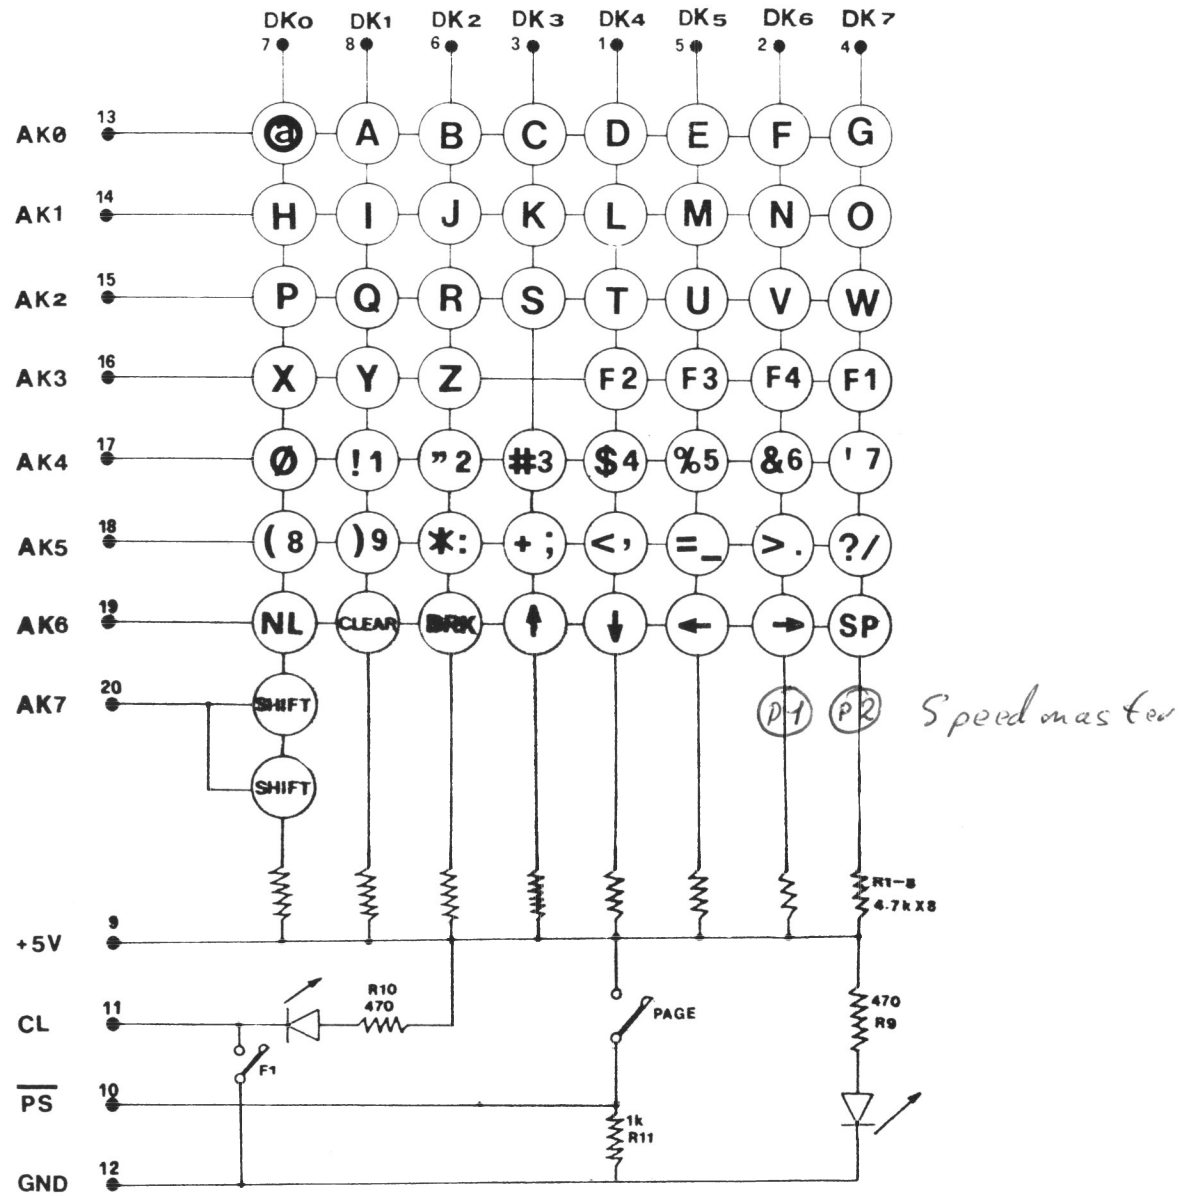 DK0 DK1 DK2 DK3 DK4 DK5 DK6 DK7
7 8 6 3 1 5 2 4
AK0 13 @ A B C D E F G
AK1 14 H I J K L M N O
AK2 15 P Q R S T U V W
AK3 16 X Y Z F2 F3 F4 F1
AK4 17 Ø !1 "2 #3 $4 %5 &6 '7
AK5 18 (8 )9 *: +; <, =_ >. ?/
AK6 19 NL CLEAR BRK ↑ ↓ ← → SP
AK7 20 SHIFT P1 P2 Speedmaster
SHIFT
R1-8
4.7kX8
+5V 9
R10
470
CL 11
470
R9
PAGE
F1
PS 10
1k
R11
GND 12